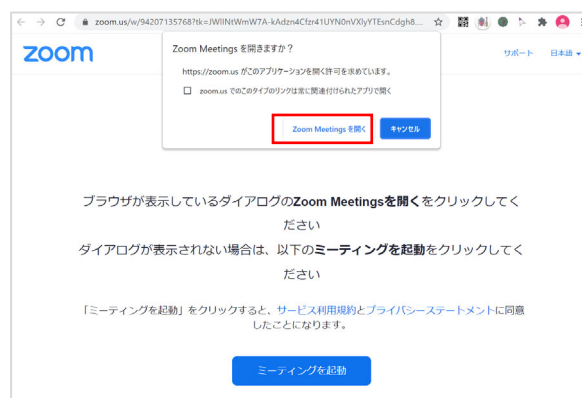 zoom.us/w/94207135768?tk=JWlINtWmW7A-kAdzn4Cfzr41UYN0nVXlyYTEsnCdgh8...
zoom
サポート 日本語
Zoom Meetings を開きますか？
https://zoom.us がこのアプリケーションを開く許可を求めています。
zoom.us でのこのタイプのリンクは常に関連付けられたアプリで開く
Zoom Meetings を開く キャンセル
ブラウザが表示しているダイアログのZoom Meetingsを開くをクリックしてく
ださい
ダイアログが表示されない場合は、以下のミーティングを起動をクリックしてく
ださい
「ミーティングを起動」をクリックすると、サービス利用規約とプライバシーステートメントに同意
したことになります。
ミーティングを起動